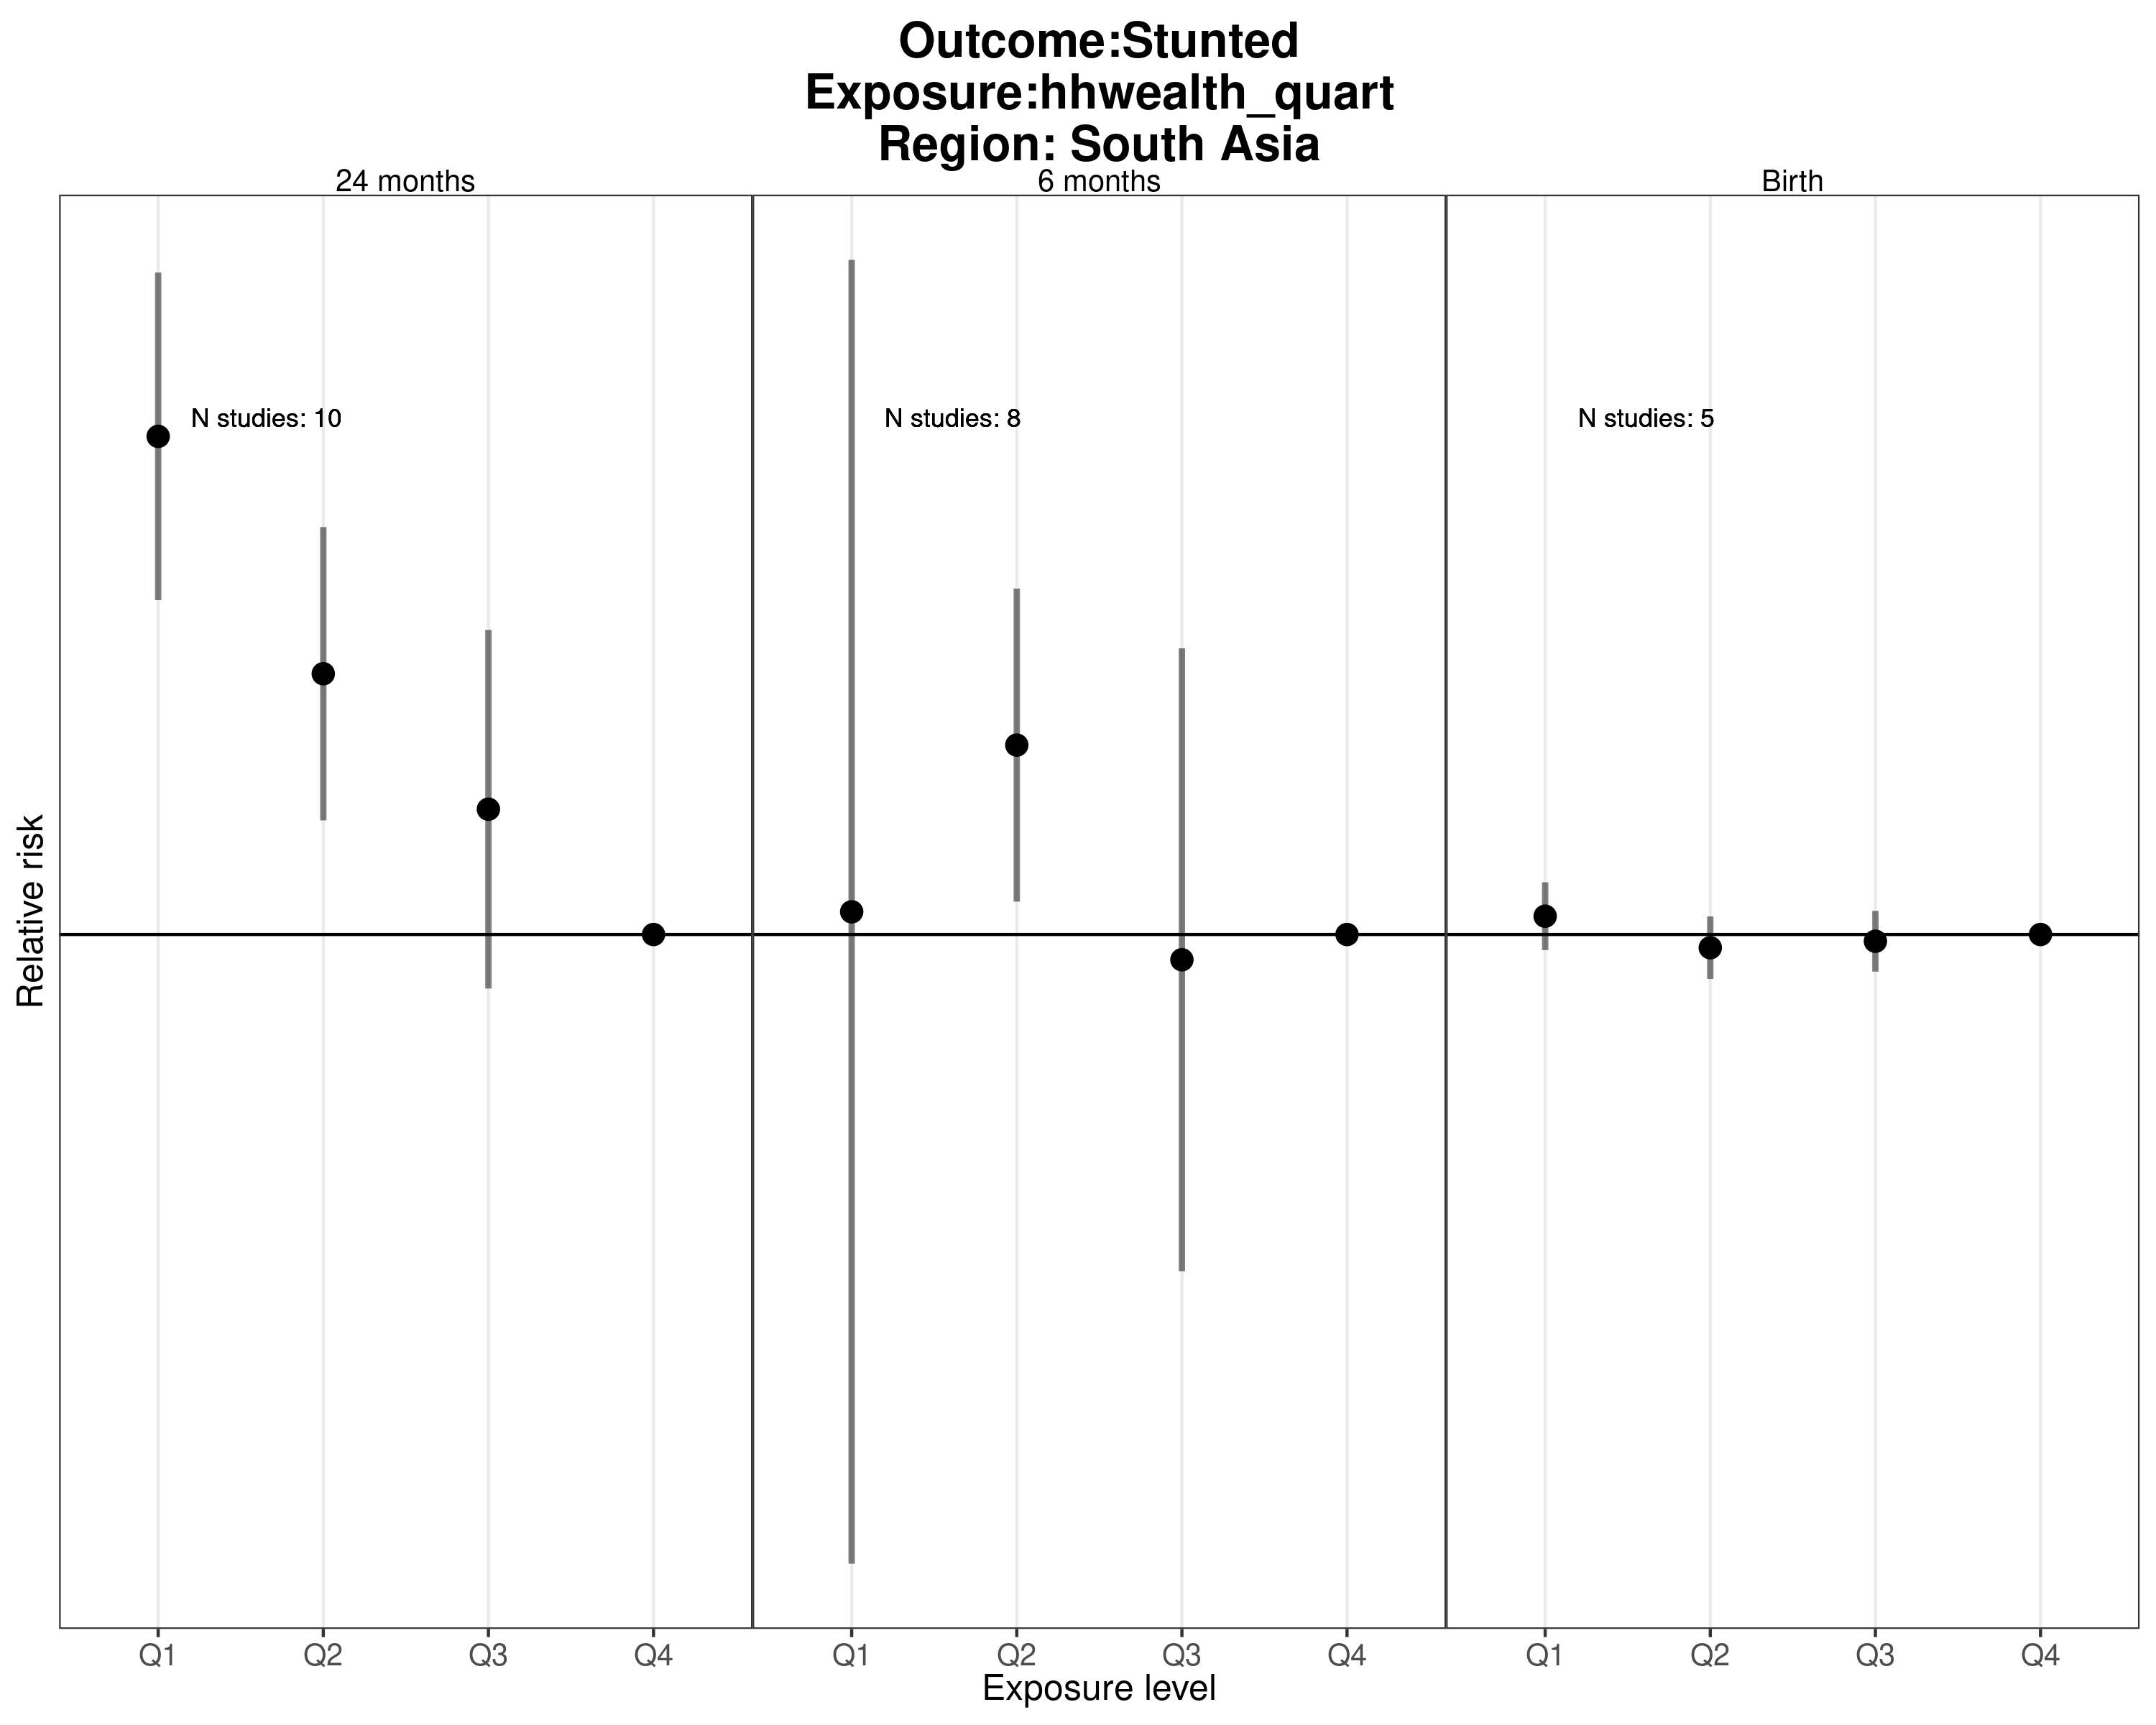 Outcome:Stunted
Exposure:hhwealth_quart
Region: South Asia
24 months 6 months Birth
N studies: 10 N studies: 8 N studies: 5
Relative risk
Q1 Q2 Q3 Q4 Q1 Q2 Q3 Q4 Q1 Q2 Q3 Q4
Exposure level